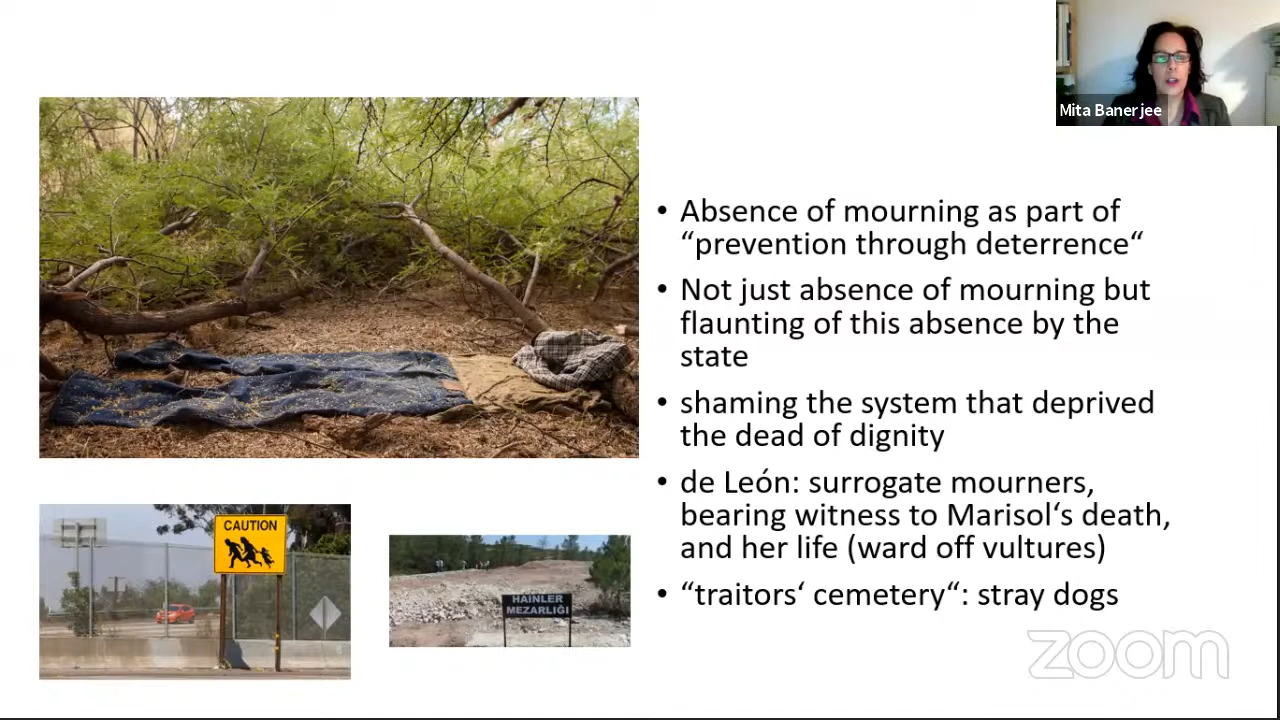 Mita Banerjee
• Absence of mourning as part of
“prevention through deterrence“
• Not just absence of mourning but
flaunting of this absence by the
state
• shaming the system that deprived
the dead of dignity
• de León: surrogate mourners,
bearing witness to Marisol‘s death,
and her life (ward off vultures)
• “traitors‘ cemetery“: stray dogs
CAUTION
HAİNLER
MEZARLIĞI
zoom